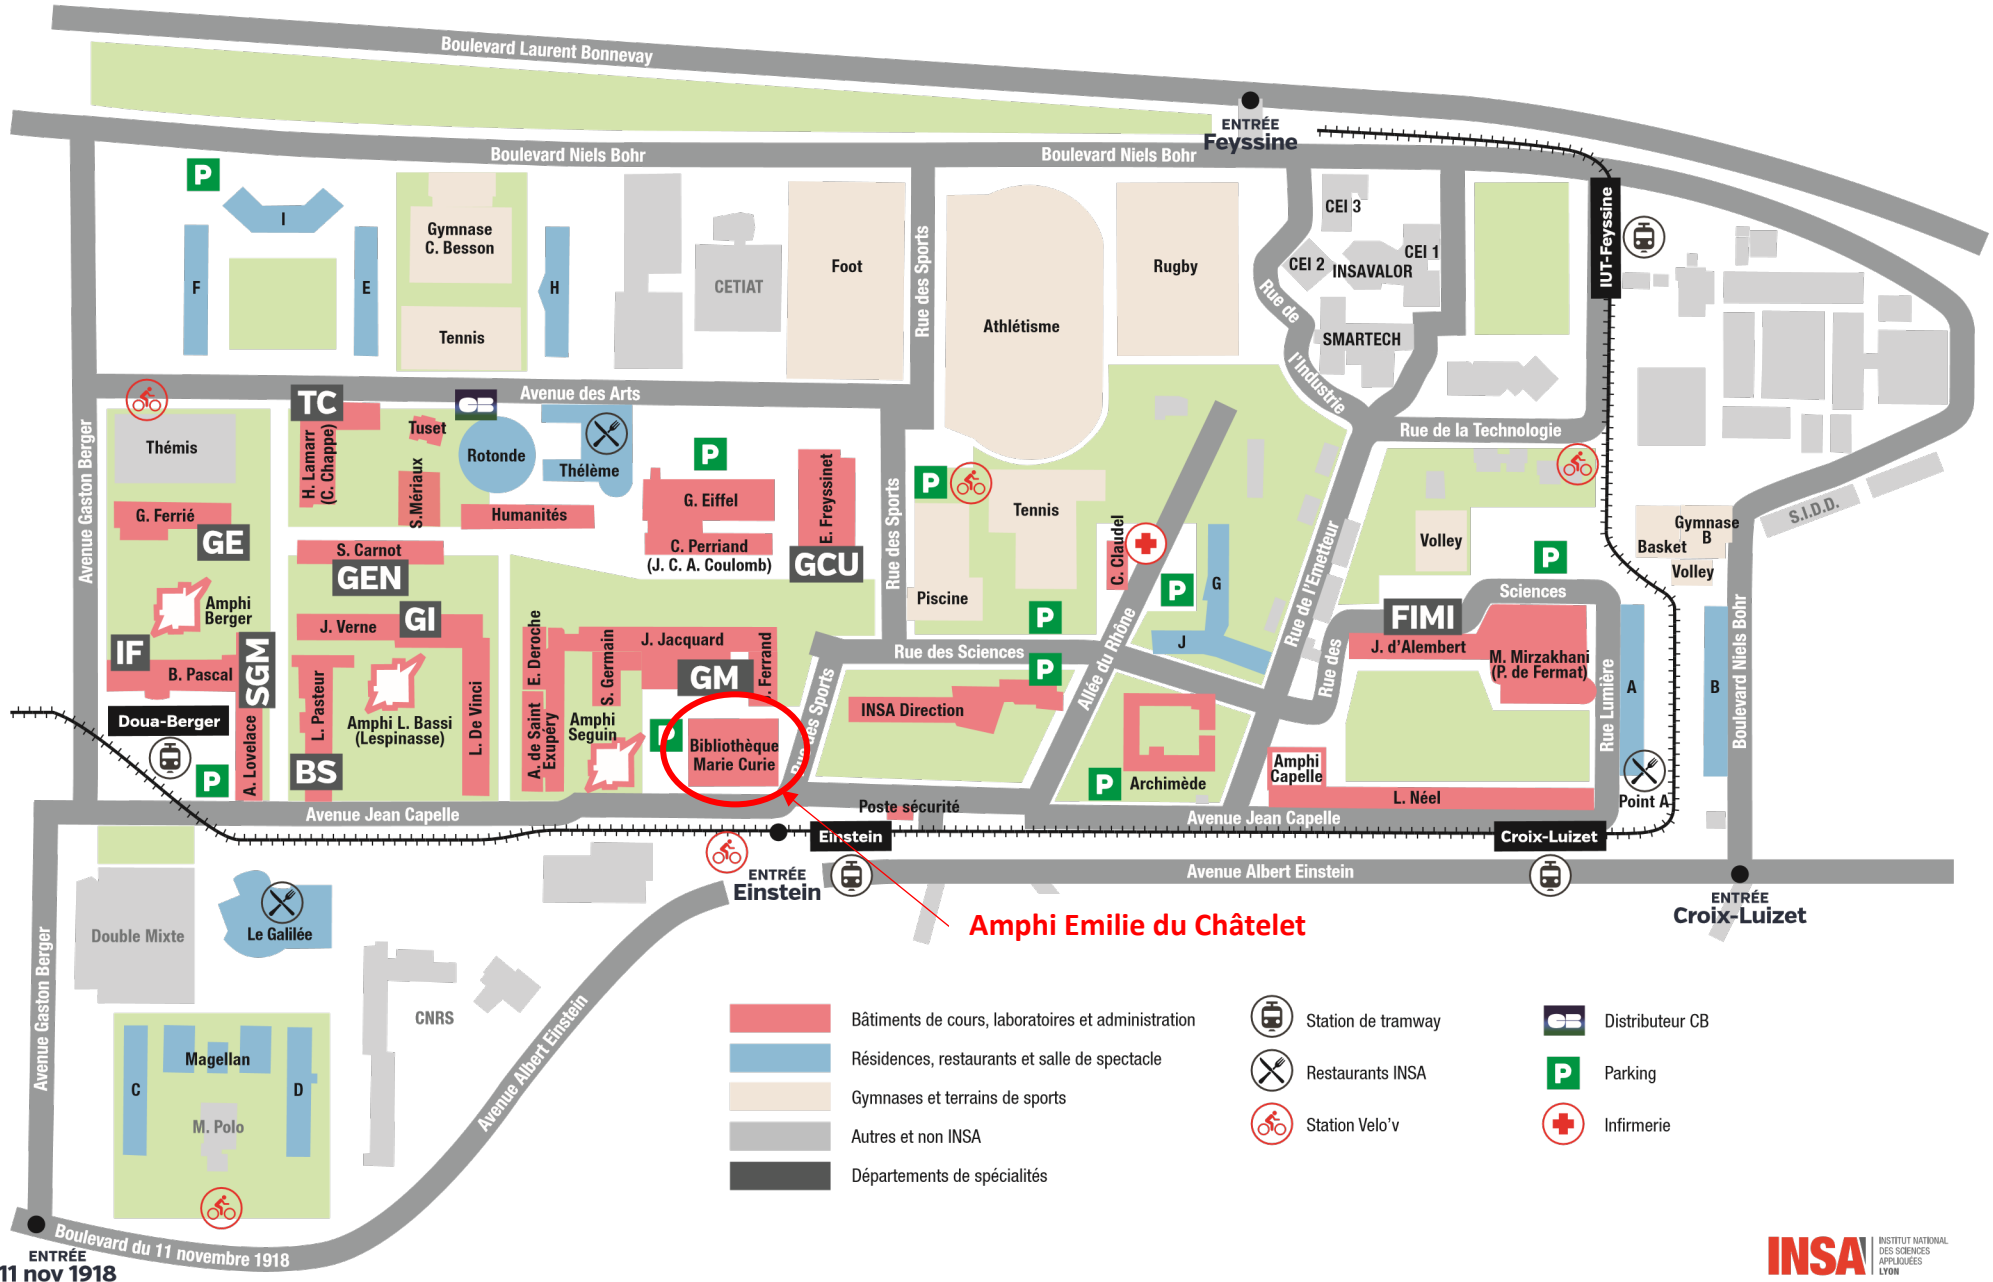 Boulevard Laurent Bonnevay
ENTRÉE
Feyssine
Boulevard Niels Bohr
Boulevard Niels Bohr
P
I
F
E
H
Gymnase
C. Besson
Tennis
CETIAT
Foot
Rue des Sports
Athlétisme
Rugby
CEI 3
CEI 2
CEI 1
INSAVALOR
SMARTECH
Rue de
l'Industrie
IUT-Feyssine
Avenue des Arts
Avenue Gaston Berger
Thémis
TC
H. Lamarr
(C. Chappe)
Tuset
CB
Rotonde
Thélème
S.Mériaux
Humanités
P
G. Eiffel
C. Perriand
(J. C. A. Coulomb)
E. Freyssinet
GCU
Rue des Sports
P
Tennis
Piscine
P
C. Claudel
P
G
J
Allée du Rhône
Rue de l'Emetteur
Rue de la Technologie
Volley
P
Gymnase
B
Basket
Volley
S.I.D.D.
G. Ferrié
GE
Amphi
Berger
IF
B. Pascal
SGM
A. Lovelace
Doua-Berger
P
S. Carnot
GEN
GI
J. Verne
L. Pasteur
BS
Amphi L. Bassi
(Lespinasse)
L. De Vinci
E. Deroche
A. de Saint
Exupéry
S. Germain
J. Jacquard
GM
Ferrand
Amphi
Seguin
P
Bibliothèque
Marie Curie
Rue des Sports
Rue des Sciences
P
INSA Direction
P
Archimède
Rue des
Sciences
FIMI
J. d'Alembert
M. Mirzakhani
(P. de Fermat)
Rue Lumière
A
B
Boulevard Niels Bohr
Amphi
Capelle
L. Néel
Point A
Avenue Jean Capelle
Poste sécurité
Avenue Jean Capelle
Einstein
Croix-Luizet
ENTRÉE
Einstein
Avenue Albert Einstein
ENTRÉE
Croix-Luizet
Amphi Emilie du Châtelet
Double Mixte
Le Galilée
CNRS
Avenue Gaston Berger
Magellan
C
D
M. Polo
Avenue Albert Einstein
Boulevard du 11 novembre 1918
ENTRÉE
11 nov 1918
Bâtiments de cours, laboratoires et administration
Résidences, restaurants et salle de spectacle
Gymnases et terrains de sports
Autres et non INSA
Départements de spécialités
Station de tramway
Restaurants INSA
Station Velo'v
CB
Distributeur CB
P
Parking
Infirmerie
INSA
INSTITUT NATIONAL
DES SCIENCES
APPLIQUÉES
LYON